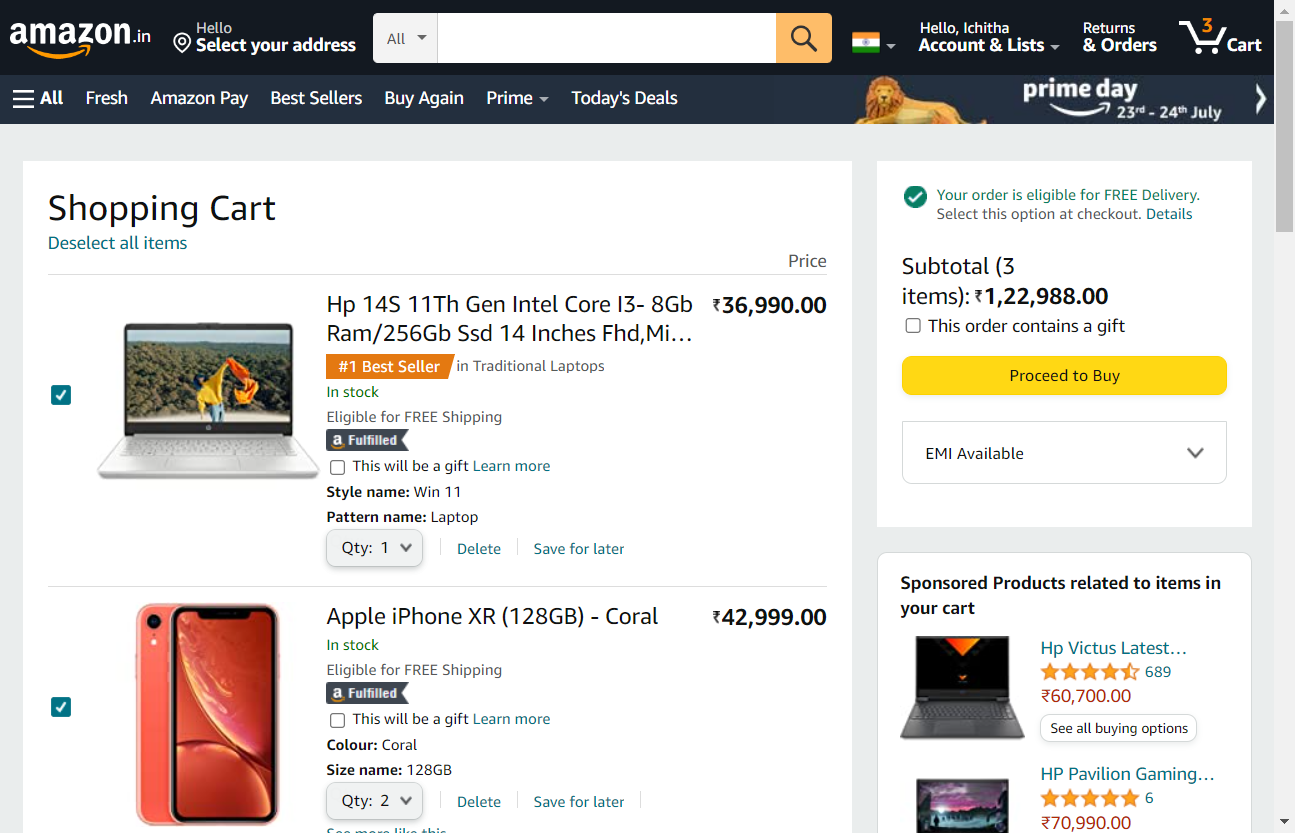 amazon.in
Hello
Select your address
All
Hello, Ichitha
Account & Lists
Returns
& Orders
3
Cart
All
Fresh
Amazon Pay
Best Sellers
Buy Again
Prime
Today's Deals
prime day
23rd - 24th July
Shopping Cart
Deselect all items
Price
Hp 14S 11Th Gen Intel Core I3- 8Gb
Ram/256Gb Ssd 14 Inches Fhd,Mi…
₹36,990.00
#1 Best Seller in Traditional Laptops
In stock
Eligible for FREE Shipping
a Fulfilled
This will be a gift Learn more
Style name: Win 11
Pattern name: Laptop
Qty: 1
Delete
Save for later
Apple iPhone XR (128GB) - Coral
₹42,999.00
In stock
Eligible for FREE Shipping
a Fulfilled
This will be a gift Learn more
Colour: Coral
Size name: 128GB
Qty: 2
Delete
Save for later
See more like this
Your order is eligible for FREE Delivery.
Select this option at checkout. Details
Subtotal (3
items): ₹1,22,988.00
This order contains a gift
Proceed to Buy
EMI Available
Sponsored Products related to items in
your cart
Hp Victus Latest…
689
₹60,700.00
See all buying options
HP Pavilion Gaming…
6
₹70,990.00